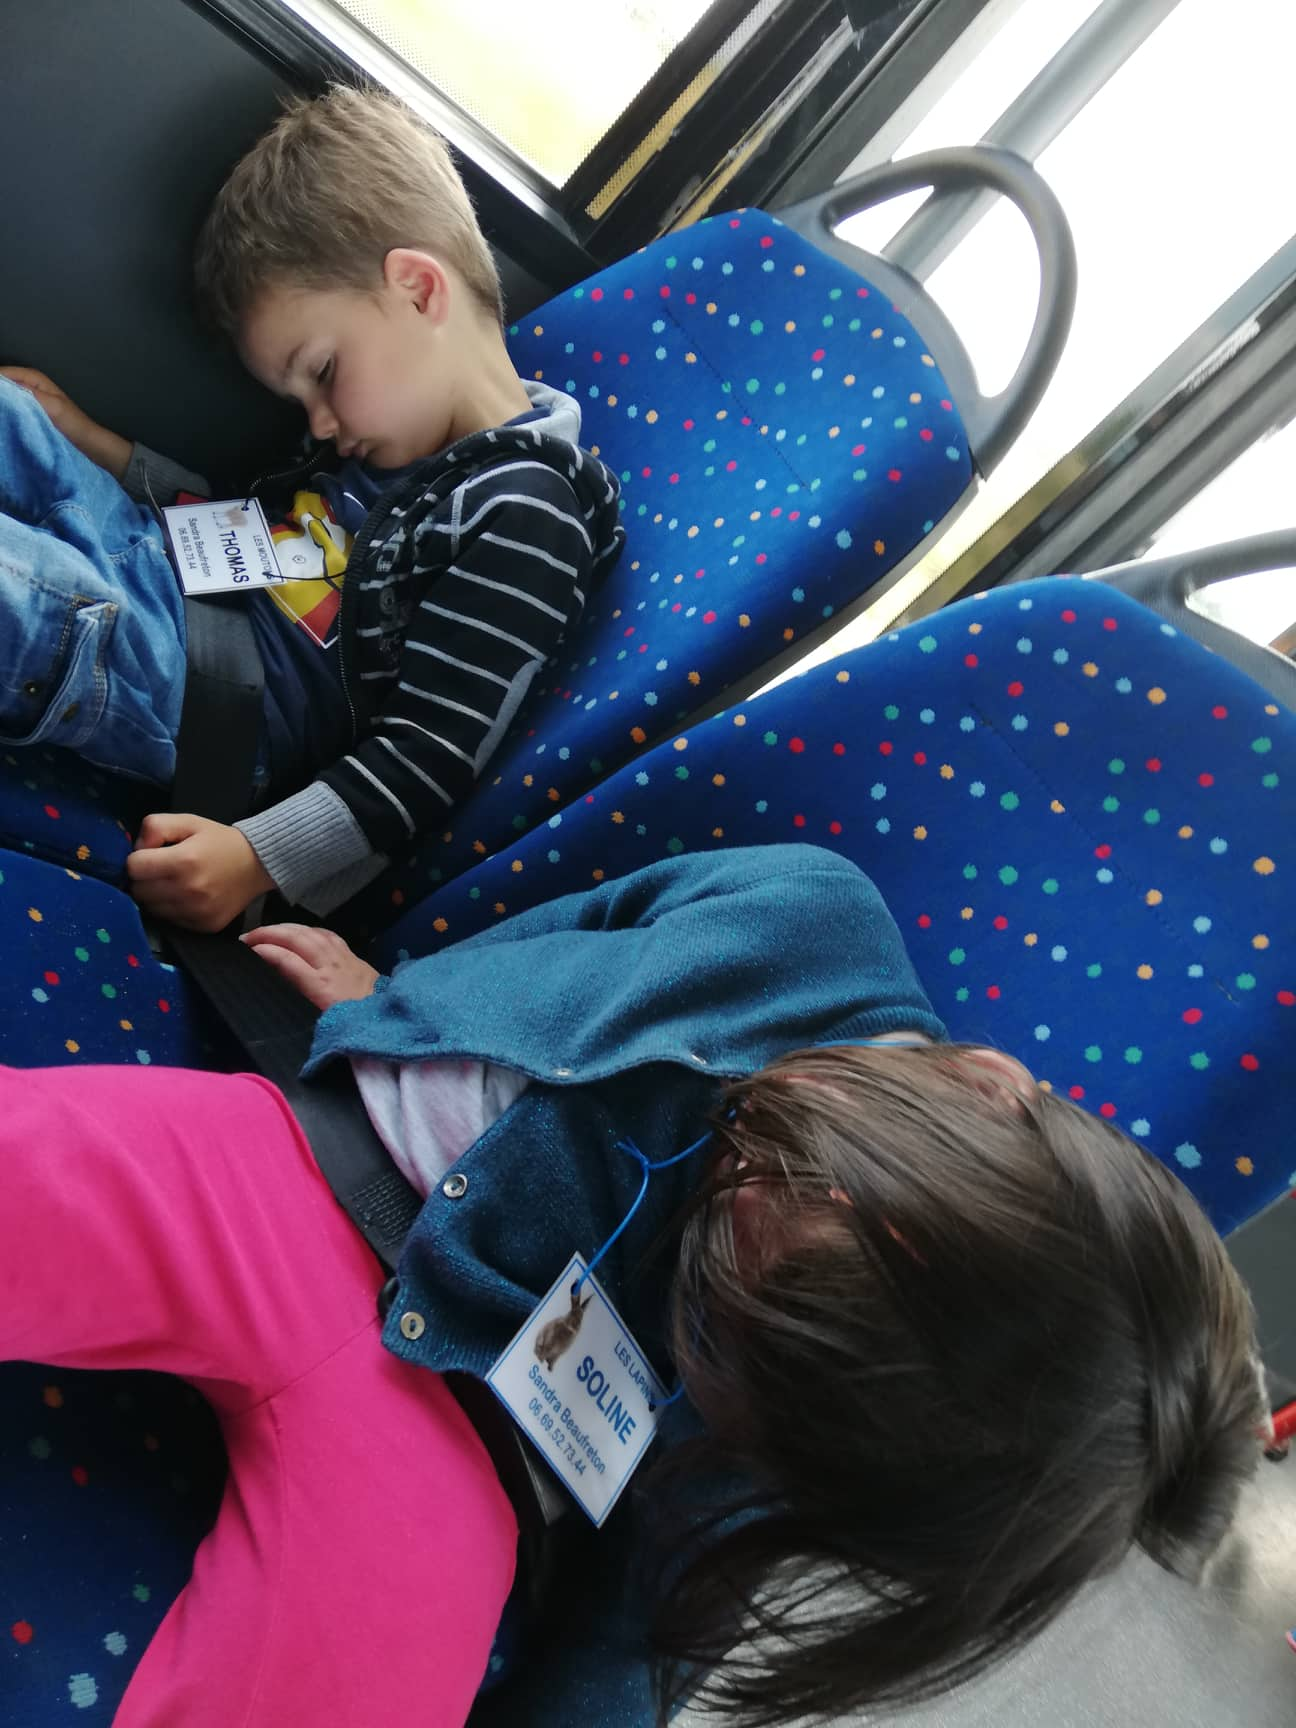 LES MOUTONS
THOMAS
Sandra Beaufreton
06.69.52.73.44
LES LAPINS
SOLINE
Sandra Beaufreton
06.69.52.73.44